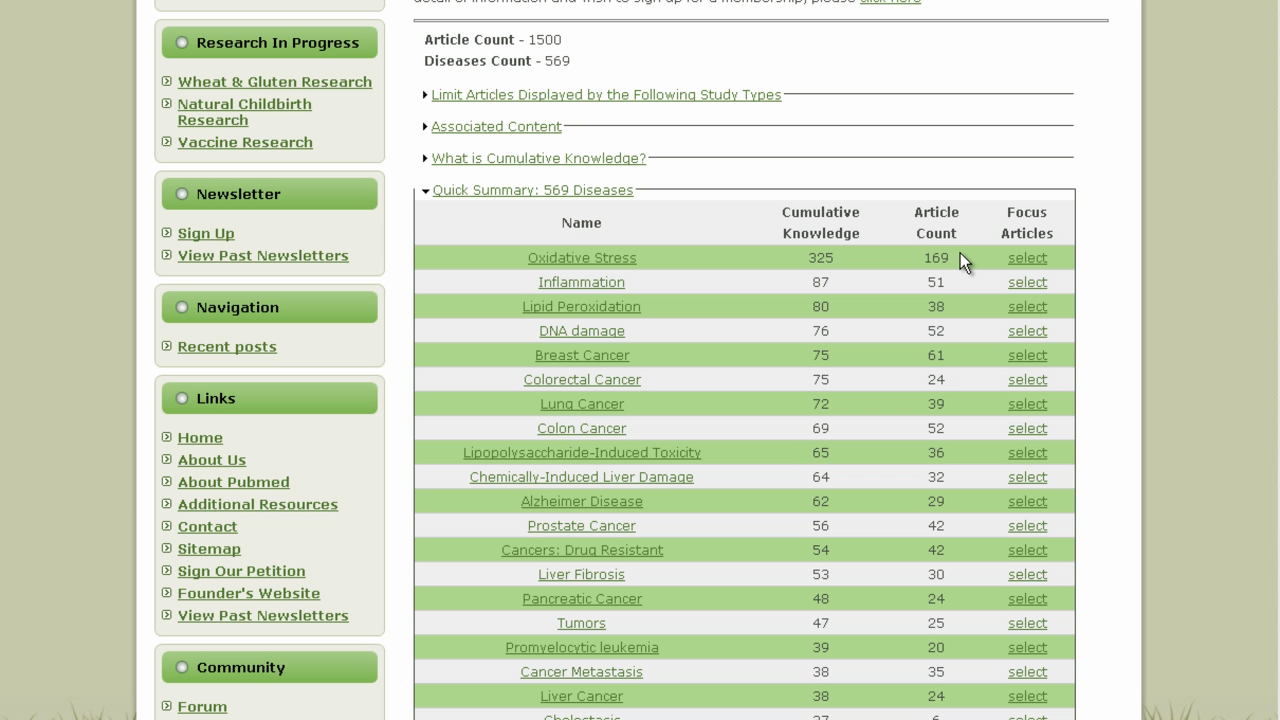 Research In Progress
Wheat & Gluten Research
Natural Childbirth
Research
Vaccine Research
Newsletter
Sign Up
View Past Newsletters
Navigation
Recent posts
Links
Home
About Us
About Pubmed
Additional Resources
Contact
Sitemap
Sign Our Petition
Founder's Website
View Past Newsletters
Community
Forum
detail of information and wish to sign up for a membership, please click here
Article Count - 1500
Diseases Count - 569
Limit Articles Displayed by the Following Study Types
Associated Content
What is Cumulative Knowledge?
Quick Summary: 569 Diseases
Name Cumulative Knowledge Article Count Focus Articles
Oxidative Stress 325 169 select
Inflammation 87 51 select
Lipid Peroxidation 80 38 select
DNA damage 76 52 select
Breast Cancer 75 61 select
Colorectal Cancer 75 24 select
Lung Cancer 72 39 select
Colon Cancer 69 52 select
Lipopolysaccharide-Induced Toxicity 65 36 select
Chemically-Induced Liver Damage 64 32 select
Alzheimer Disease 62 29 select
Prostate Cancer 56 42 select
Cancers: Drug Resistant 54 42 select
Liver Fibrosis 53 30 select
Pancreatic Cancer 48 24 select
Tumors 47 25 select
Promyelocytic leukemia 39 20 select
Cancer Metastasis 38 35 select
Liver Cancer 38 24 select
Cholestasis 37 6 select